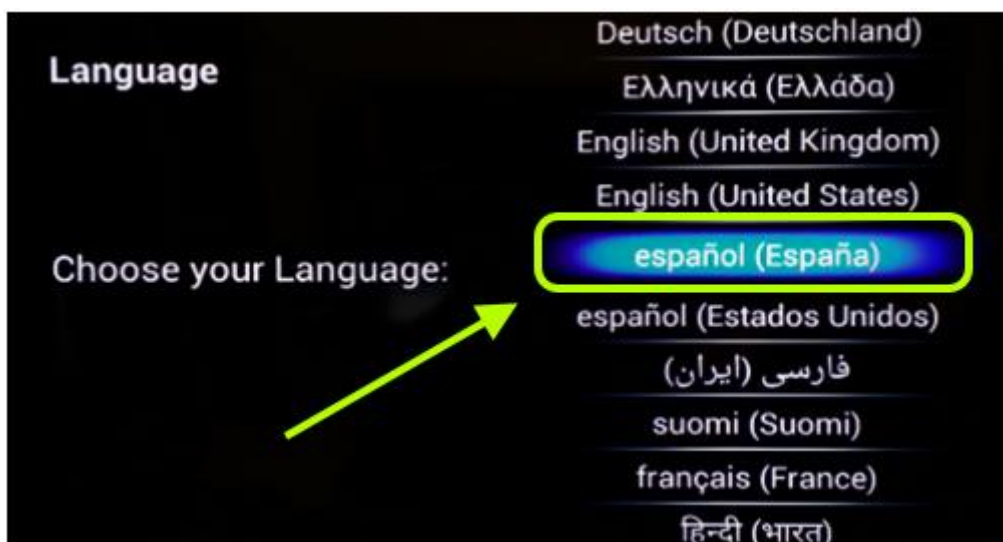 Language
Choose your Language:
Deutsch (Deutschland)
Ελληνικά (Ελλάδα)
English (United Kingdom)
English (United States)
español (España)
español (Estados Unidos)
فارسی (ایران)
suomi (Suomi)
français (France)
हिन्दी (भारत)